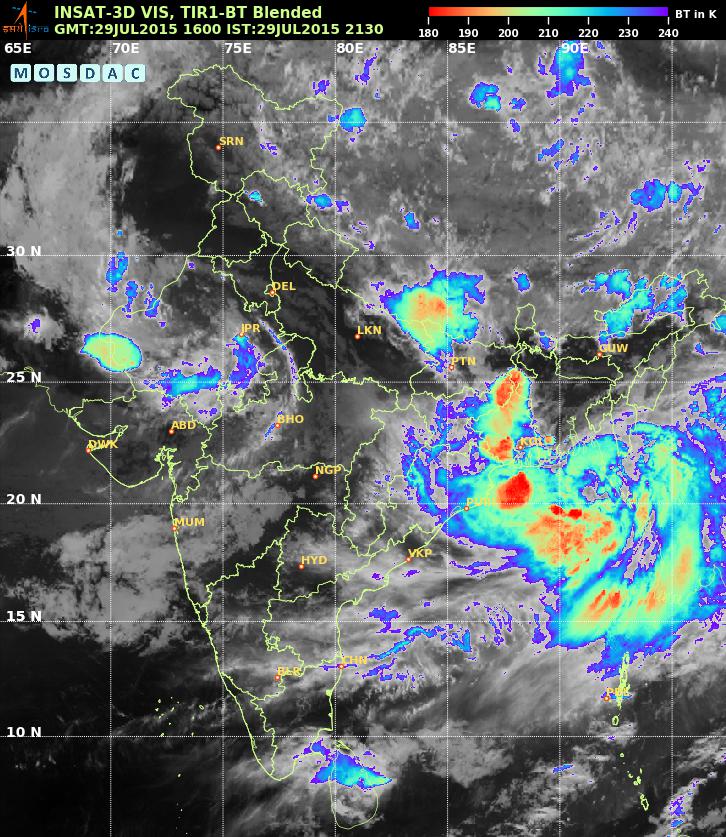 INSAT-3D VIS, TIR1-BT Blended
GMT:29JUL2015 1600 IST:29JUL2015 2130
BT in K
180 190 200 210 220 230 240
65E 70E 75E 80E 85E 90E
MOSDAC
SRN
30 N
DEL
JPR
LKN
GUW
PTN
25 N
BHO
ABD
DWK
KOL
NGP
20 N
MUM
VKP
HYD
15 N
CHN
BLR
PBL
10 N